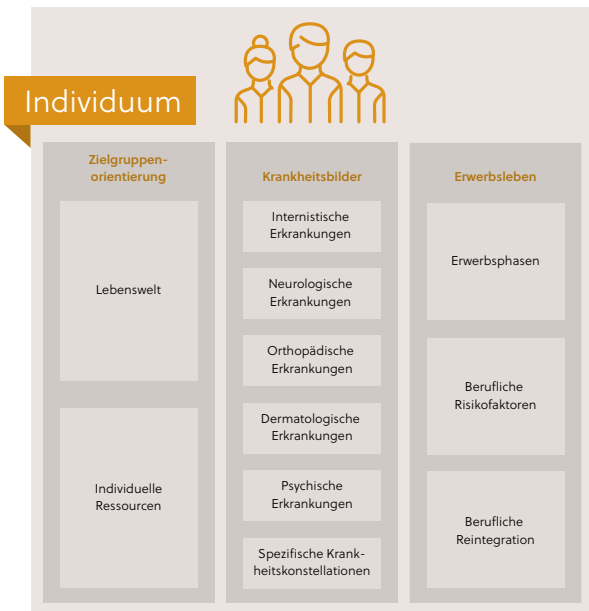 Individuum
Zielgruppen-
orientierung
Lebenswelt
Individuelle
Ressourcen
Krankheitsbilder
Internistische
Erkrankungen
Neurologische
Erkrankungen
Orthopädische
Erkrankungen
Dermatologische
Erkrankungen
Psychische
Erkrankungen
Spezifische Krank-
heitskonstellationen
Erwerbsleben
Erwerbsphasen
Berufliche
Risikofaktoren
Berufliche
Reintegration